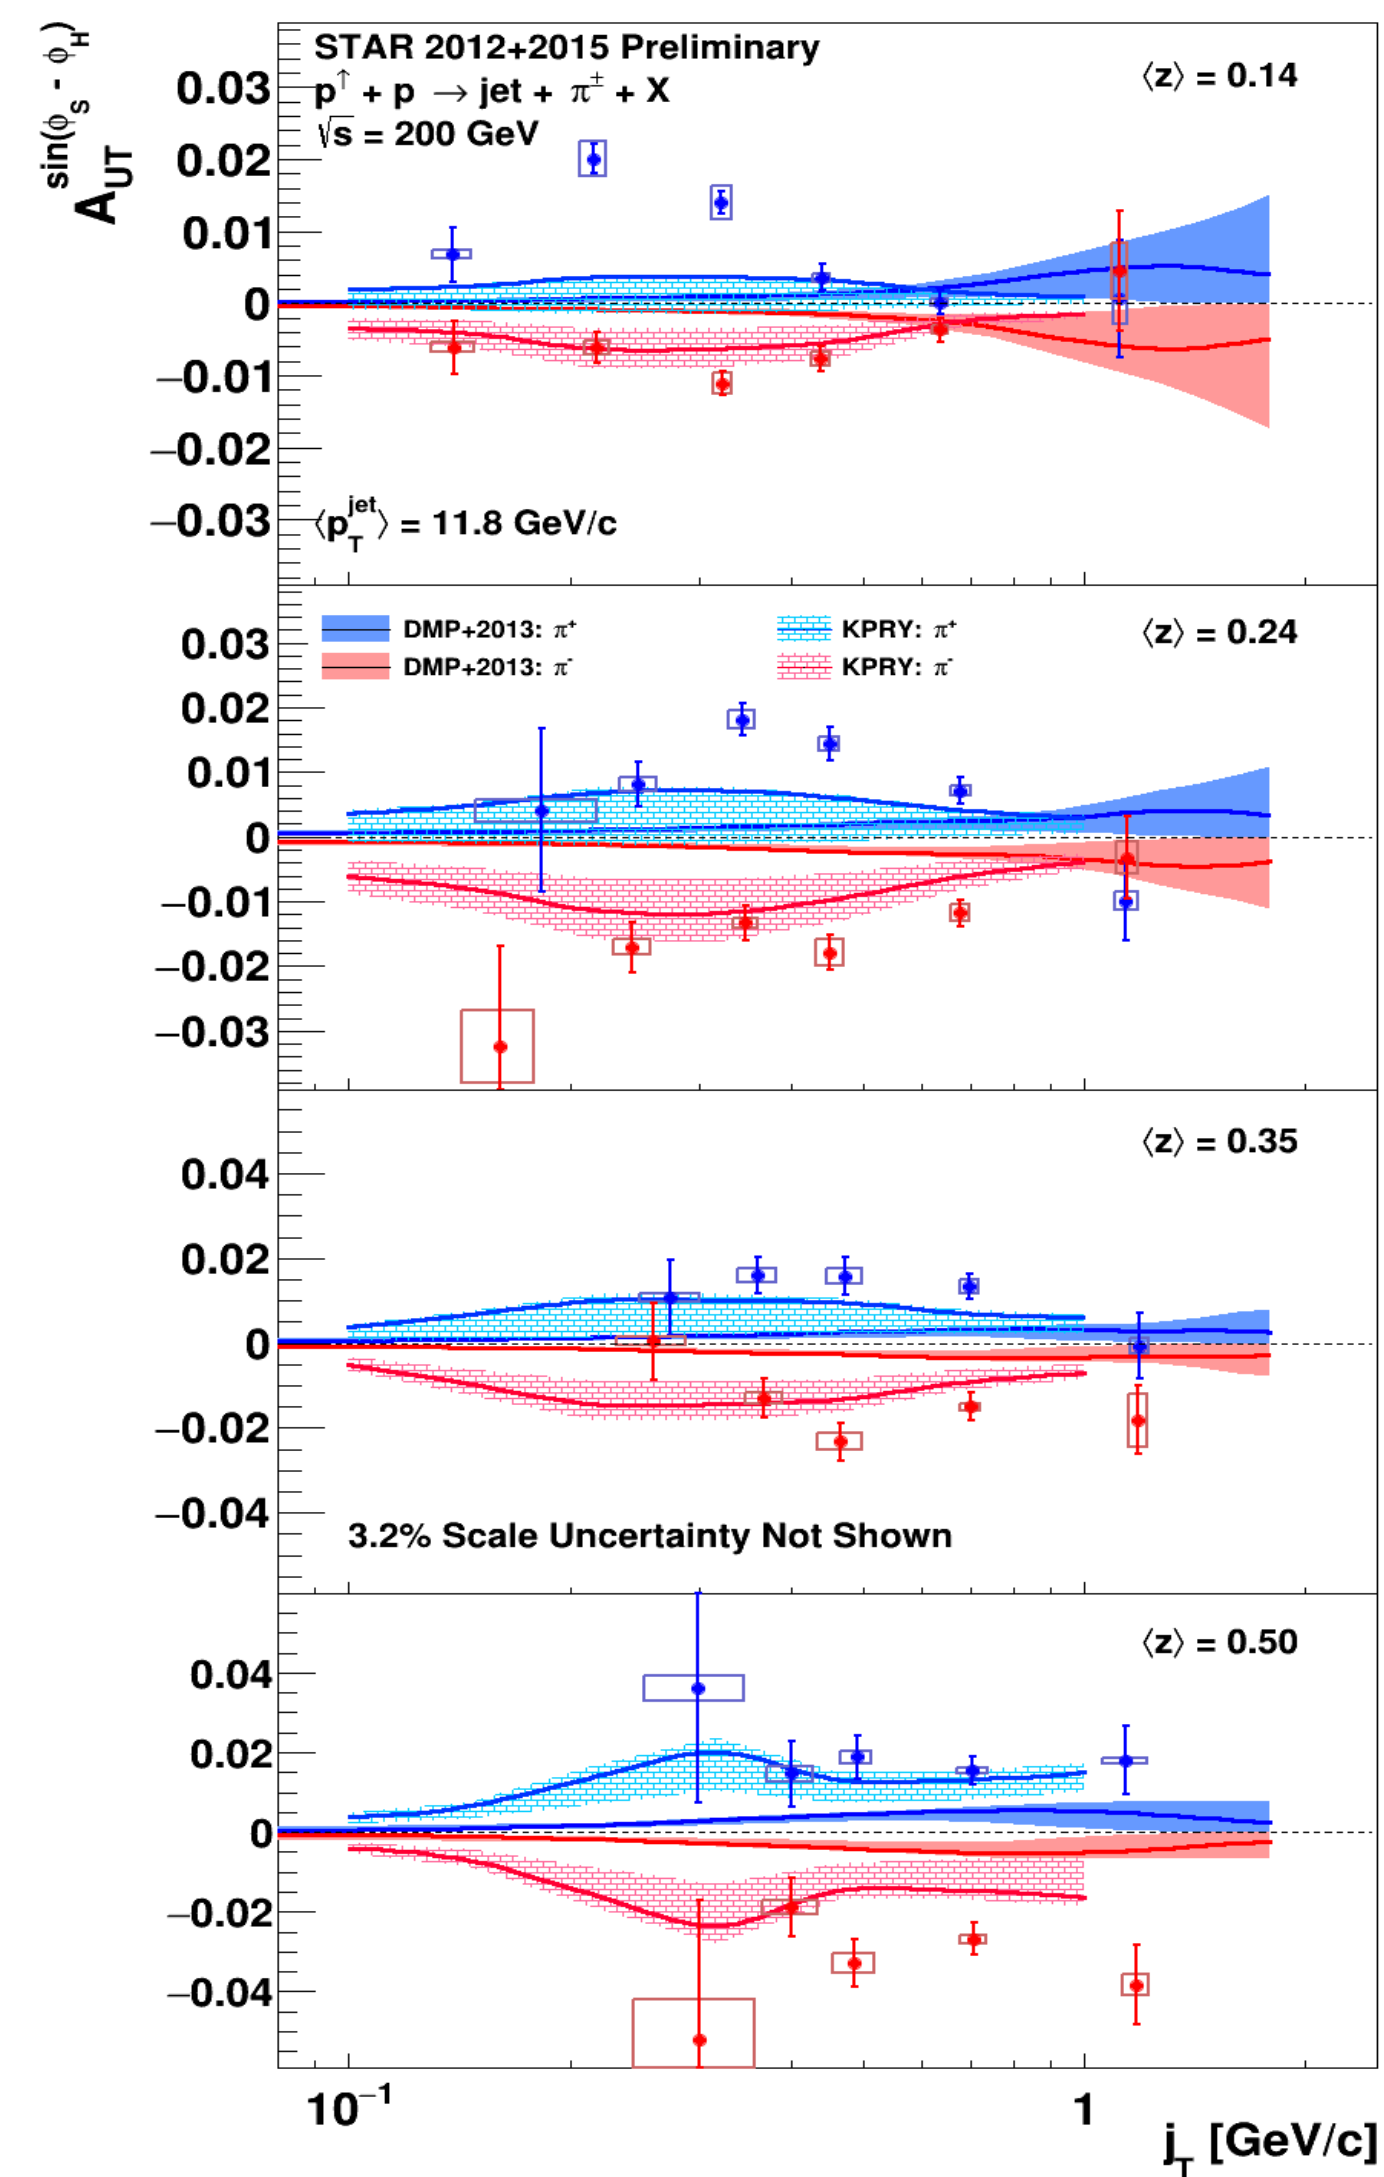 A_UT^sin(ϕ_S - ϕ_H)
STAR 2012+2015 Preliminary
p^↑ + p → jet + π^± + X
√s = 200 GeV
⟨z⟩ = 0.14
0.03
0.02
0.01
0
−0.01
−0.02
−0.03
⟨p_T^jet⟩ = 11.8 GeV/c
DMP+2013: π⁺
KPRY: π⁺
DMP+2013: π⁻
KPRY: π⁻
⟨z⟩ = 0.24
0.03
0.02
0.01
0
−0.01
−0.02
−0.03
⟨z⟩ = 0.35
0.04
0.02
0
−0.02
−0.04
3.2% Scale Uncertainty Not Shown
⟨z⟩ = 0.50
0.04
0.02
0
−0.02
−0.04
10⁻¹
1
j_T [GeV/c]